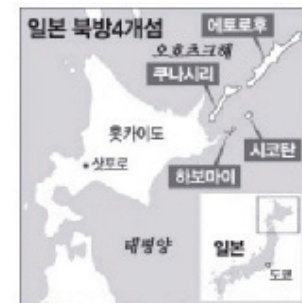 일본 북방4개섬
에토로후
오호츠크해
쿠나시리
홋카이도
시코탄
삿토로
하보마이
태평양
일본
도쿄